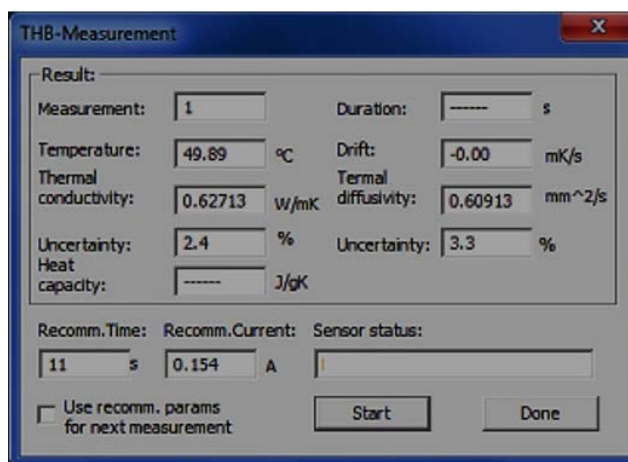 THB-Measurement
Result:
Measurement: 1 Duration: ------ s
Temperature: 49.89 ºC Drift: -0.00 mK/s
Thermal conductivity: 0.62713 W/mK Termal diffusivity: 0.60913 mm^2/s
Uncertainty: 2.4 % Uncertainty: 3.3 %
Heat capacity: ------ J/gK
Recomm.Time: Recomm.Current: Sensor status:
11 s 0.154 A
Use recomm. params
for next measurement
Start Done